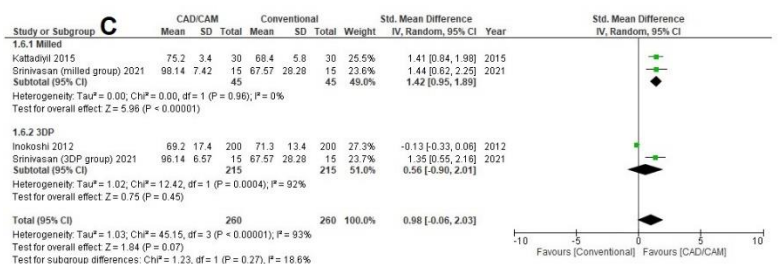 C
CAD/CAM Conventional Std. Mean Difference Std. Mean Difference
Study or Subgroup Mean SD Total Mean SD Total Weight IV, Random, 95% CI Year IV, Random, 95% CI
1.6.1 Milled
Kattadiyil 2015 75.2 3.4 30 68.4 5.8 30 25.5% 1.41 [0.84, 1.98] 2015
Srinivasan (milled group) 2021 98.14 7.42 15 67.57 28.28 15 23.6% 1.44 [0.62, 2.25] 2021
Subtotal (95% CI) 45 45 49.0% 1.42 [0.95, 1.89]
Heterogeneity: Tau² = 0.00; Chi² = 0.00, df = 1 (P = 0.96); I² = 0%
Test for overall effect: Z = 5.96 (P < 0.00001)
1.6.2 3DP
Inokoshi 2012 69.2 17.4 200 71.3 13.4 200 27.3% -0.13 [-0.33, 0.06] 2012
Srinivasan (3DP group) 2021 96.14 6.57 15 67.57 28.28 15 23.7% 1.35 [0.55, 2.16] 2021
Subtotal (95% CI) 215 215 51.0% 0.56 [-0.90, 2.01]
Heterogeneity: Tau² = 1.02; Chi² = 12.42, df = 1 (P = 0.0004); I² = 92%
Test for overall effect: Z = 0.75 (P = 0.45)
Total (95% CI) 260 260 100.0% 0.98 [-0.06, 2.03]
Heterogeneity: Tau² = 1.03; Chi² = 45.15, df = 3 (P < 0.00001); I² = 93%
Test for overall effect: Z = 1.84 (P = 0.07)
Test for subgroup differences: Chi² = 1.23, df = 1 (P = 0.27), I² = 18.6%
-10 -5 0 5 10
Favours [Conventional] Favours [CAD/CAM]